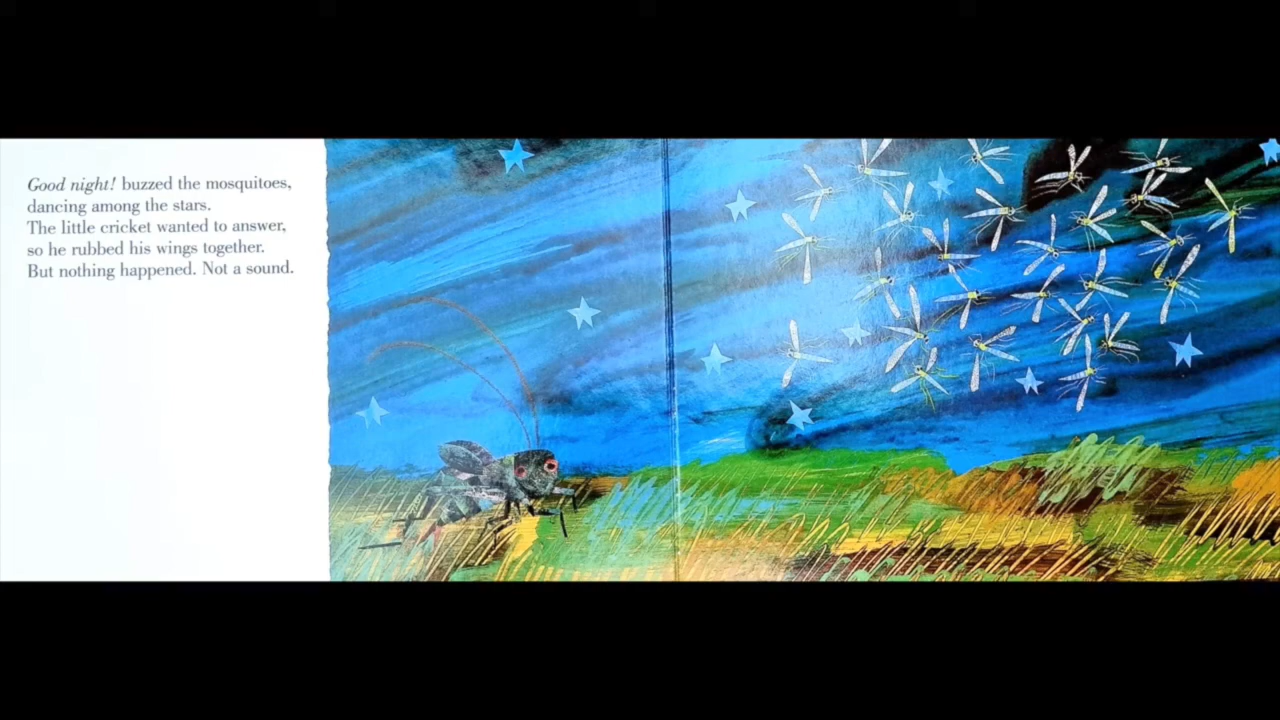 Good night! buzzed the mosquitoes,
dancing among the stars.
The little cricket wanted to answer,
so he rubbed his wings together.
But nothing happened. Not a sound.